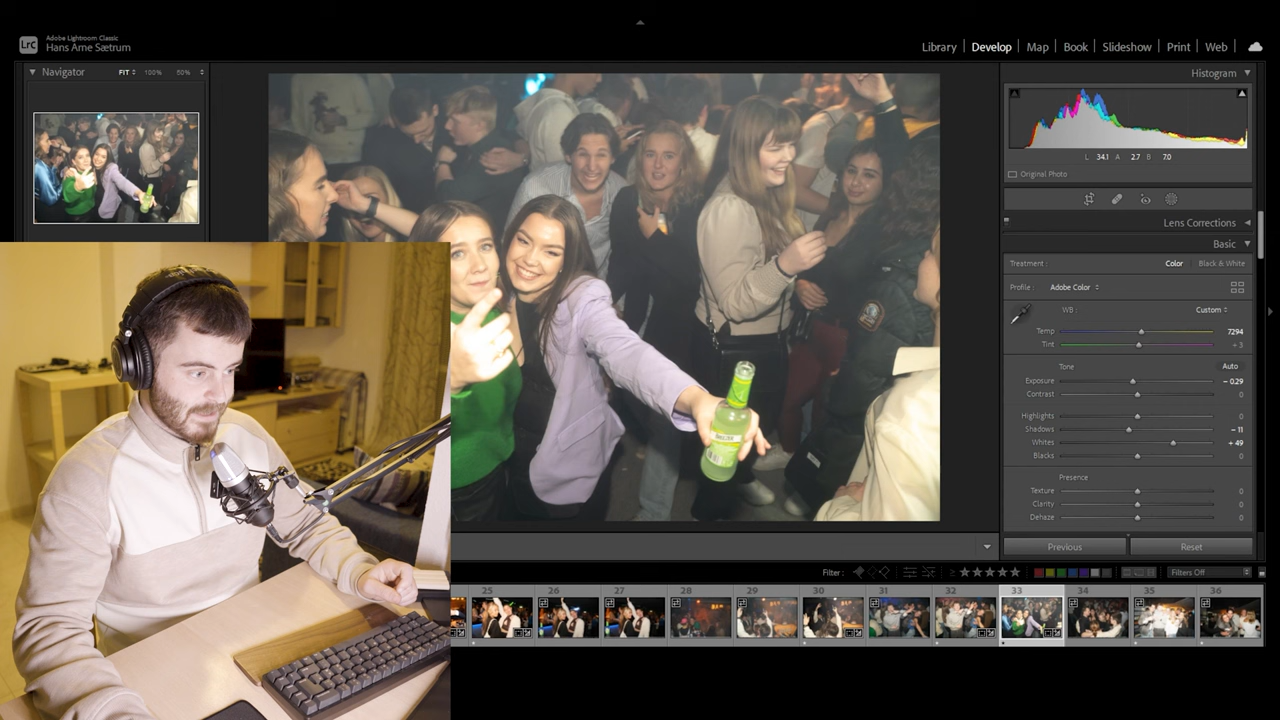 LrC
Adobe Lightroom Classic
Hans Arne Sætrum
Library | Develop | Map | Book | Slideshow | Print | Web
Navigator FIT 100% 50%
Histogram
L 34.1 A 2.7 B 7.0
Original Photo
Lens Corrections
Basic
Treatment : Color Black & White
Profile : Adobe Color
WB : Custom
Temp 7294
Tint + 3
Tone Auto
Exposure − 0.29
Contrast 0
Highlights 0
Shadows − 11
Whites + 49
Blacks 0
Presence
Texture 0
Clarity 0
Dehaze 0
Previous Reset
Filter : Filters Off
25 26 27 28 29 30 31 32 33 34 35 36